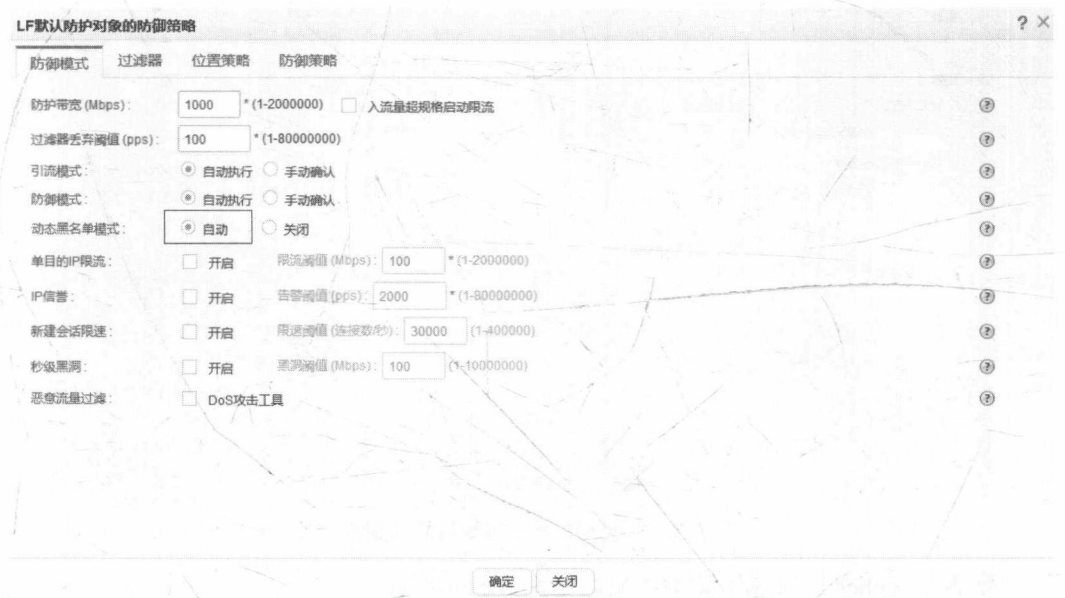 LF默认防护对象的防御策略 ? ×
防御模式 过滤器 位置策略 防御策略
防护带宽 (Mbps): 1000 * (1-2000000) 入流量超规格启动限流 ?
过滤器丢弃阈值 (pps): 100 * (1-80000000) ?
引流模式: 自动执行 手动确认 ?
防御模式: 自动执行 手动确认 ?
动态黑名单模式: 自动 关闭 ?
单目的IP限流: 开启 限流阈值 (Mbps): 100 * (1-2000000) ?
IP信誉: 开启 告警阈值 (pps): 2000 * (1-80000000) ?
新建会话限速: 开启 限速阈值 (连接数/秒): 30000 (1-400000) ?
秒级黑洞: 开启 黑洞阈值 (Mbps): 100 (1-10000000) ?
恶意流量过滤: DoS攻击工具 ?
确定 关闭